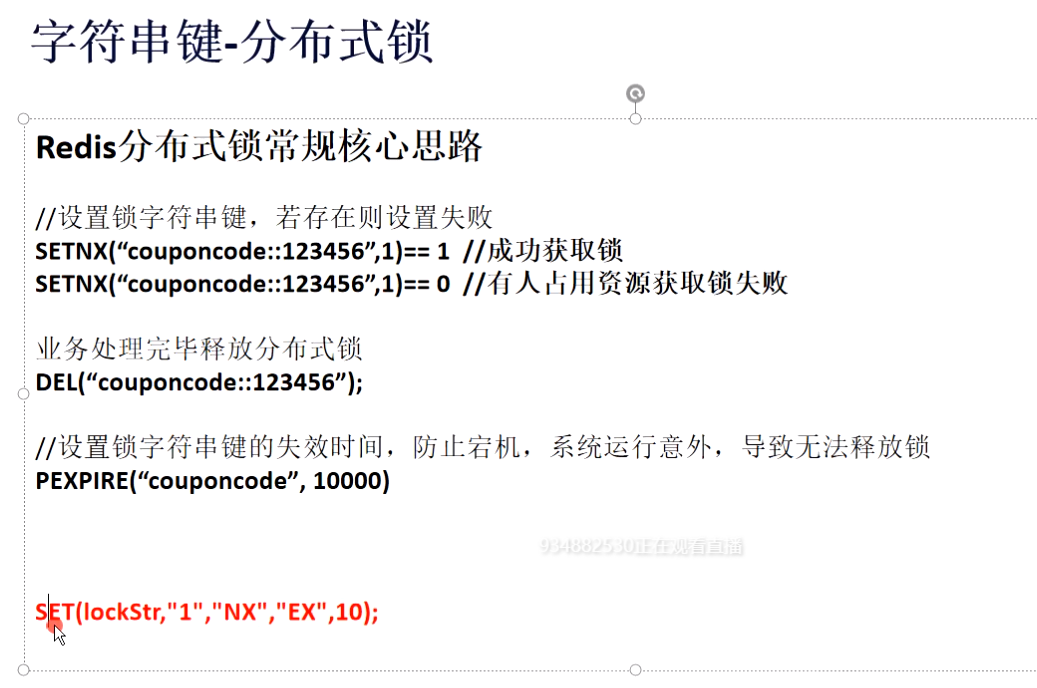 字符串键-分布式锁
Redis分布式锁常规核心思路
//设置锁字符串键，若存在则设置失败
SETNX(“couponcode::123456”,1)== 1  //成功获取锁
SETNX(“couponcode::123456”,1)== 0  //有人占用资源获取锁失败
业务处理完毕释放分布式锁
DEL(“couponcode::123456”);
//设置锁字符串键的失效时间，防止宕机，系统运行意外，导致无法释放锁
PEXPIRE(“couponcode”, 10000)
934882530正在观看直播
SET(lockStr,"1","NX","EX",10);